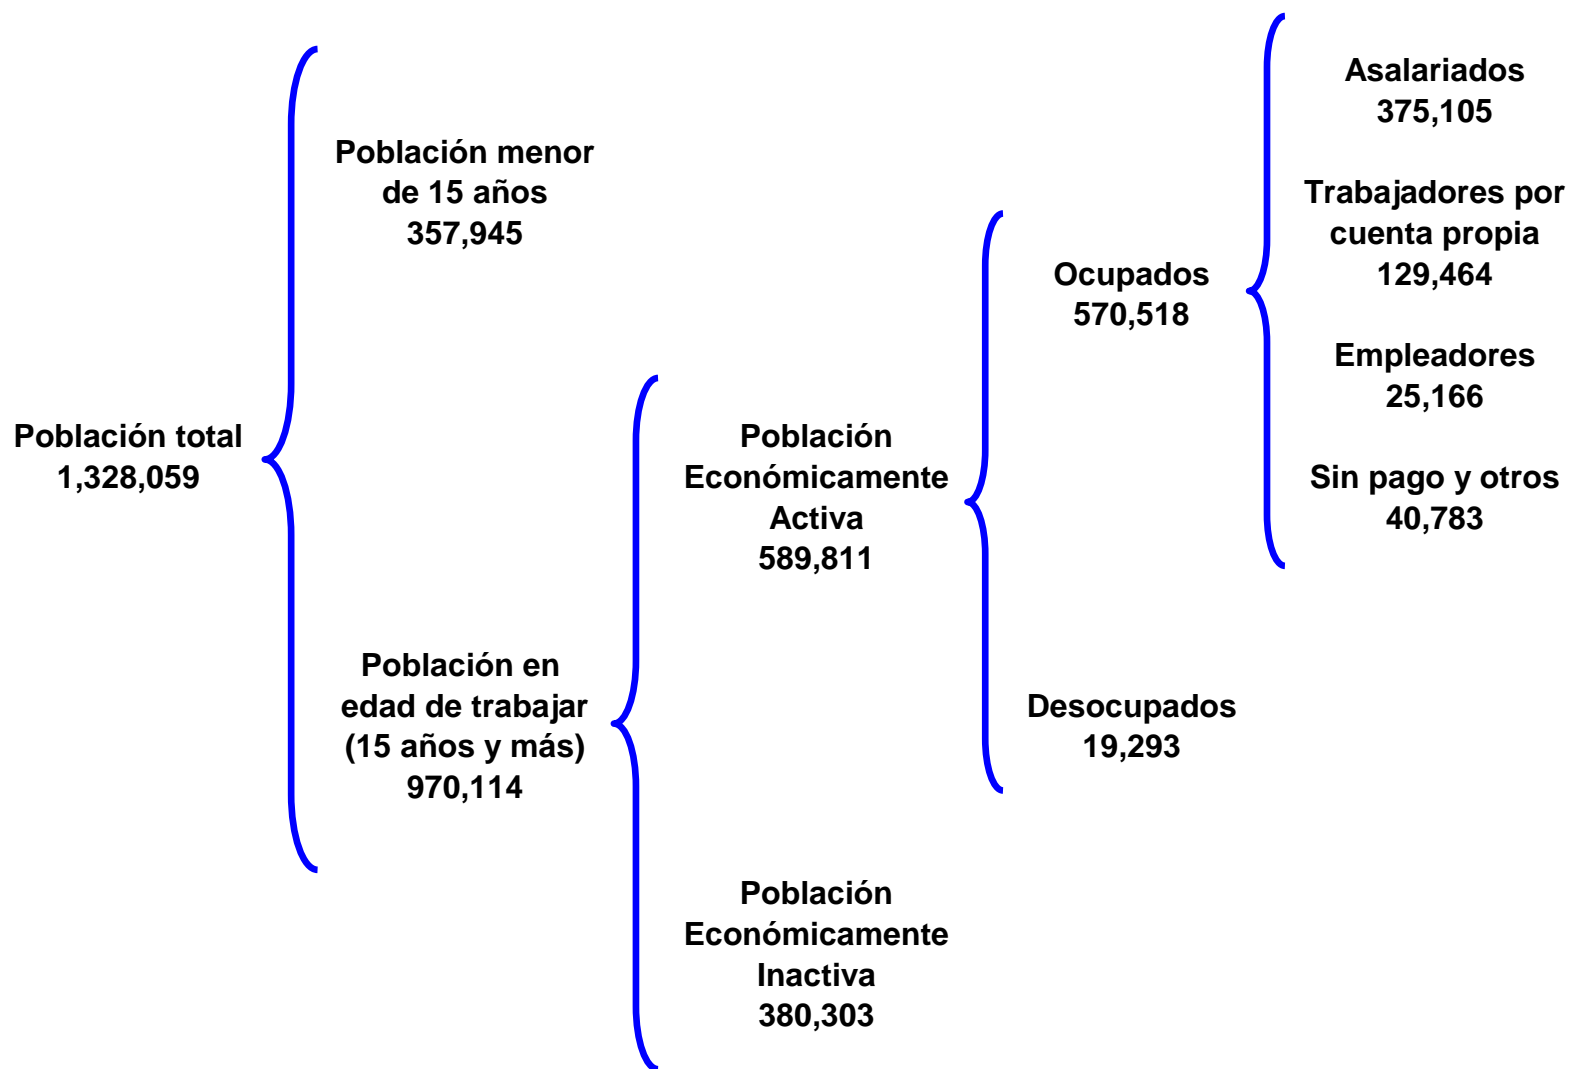 Población total
1,328,059
Población menor
de 15 años
357,945
Población en
edad de trabajar
(15 años y más)
970,114
Población
Económicamente
Activa
589,811
Población
Económicamente
Inactiva
380,303
Ocupados
570,518
Desocupados
19,293
Asalariados
375,105
Trabajadores por
cuenta propia
129,464
Empleadores
25,166
Sin pago y otros
40,783